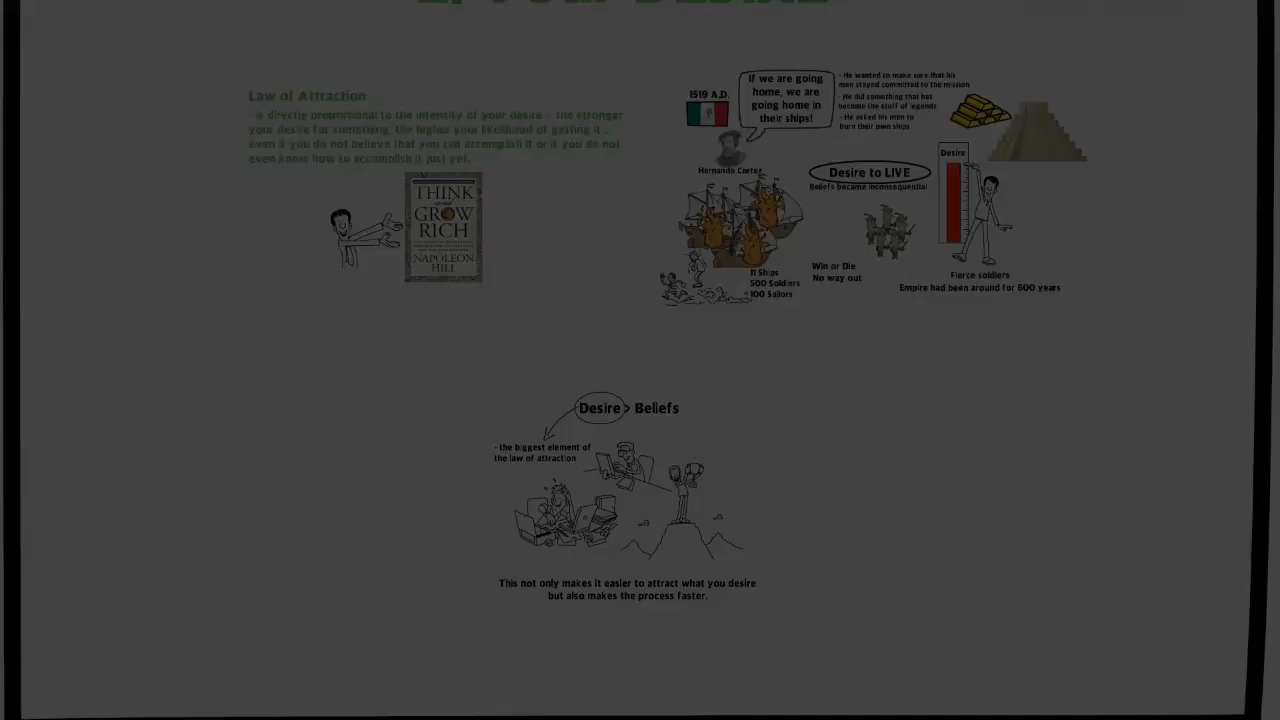 2. Your DESIRE
Law of Attraction
- is directly proportional to the intensity of your desire - the stronger
your desire for something, the higher your likelihood of getting it...
even if you do not believe that you can accomplish it or if you do not
even know how to accomplish it just yet.
THINK
GROW
RICH
NAPOLEON
HILL
1519 A.D.
If we are going
home, we are
going home in
their ships!
- He wanted to make sure that his
men stayed committed to the mission
- He did something that has
become the stuff of legends
- He asked his men to
burn their own ships
Hernando Cortez
Desire to LIVE
Beliefs became inconsequential
Desire
11 Ships
500 Soldiers
100 Sailors
Win or Die
No way out
Fierce soldiers
Empire had been around for 600 years
Desire > Beliefs
- the biggest element of
the law of attraction
This not only makes it easier to attract what you desire
but also makes the process faster.